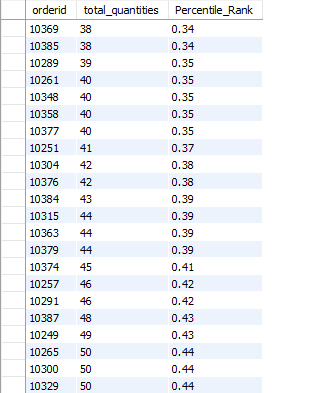 orderid total_quantities Percentile_Rank
10369 38 0.34
10385 38 0.34
10289 39 0.35
10261 40 0.35
10348 40 0.35
10358 40 0.35
10377 40 0.35
10251 41 0.37
10304 42 0.38
10376 42 0.38
10384 43 0.39
10315 44 0.39
10363 44 0.39
10379 44 0.39
10374 45 0.41
10257 46 0.42
10291 46 0.42
10387 48 0.43
10249 49 0.43
10265 50 0.44
10300 50 0.44
10329 50 0.44